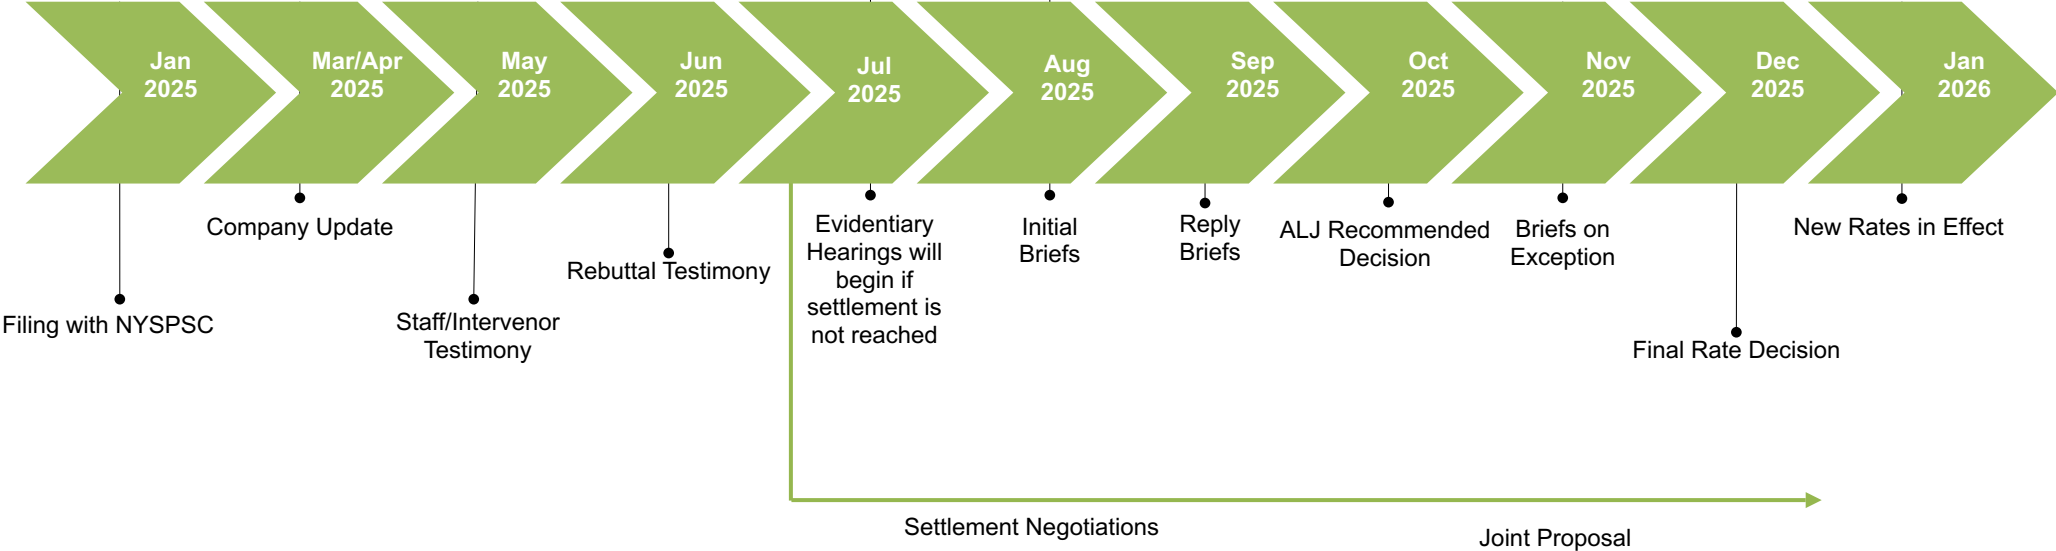 Jan
2025
Mar/Apr
2025
May
2025
Jun
2025
Jul
2025
Aug
2025
Sep
2025
Oct
2025
Nov
2025
Dec
2025
Jan
2026
Filing with NYSPSC
Company Update
Staff/Intervenor
Testimony
Rebuttal Testimony
Evidentiary
Hearings will
begin if
settlement is
not reached
Initial
Briefs
Reply
Briefs
ALJ Recommended
Decision
Briefs on
Exception
Final Rate Decision
New Rates in Effect
Settlement Negotiations
Joint Proposal